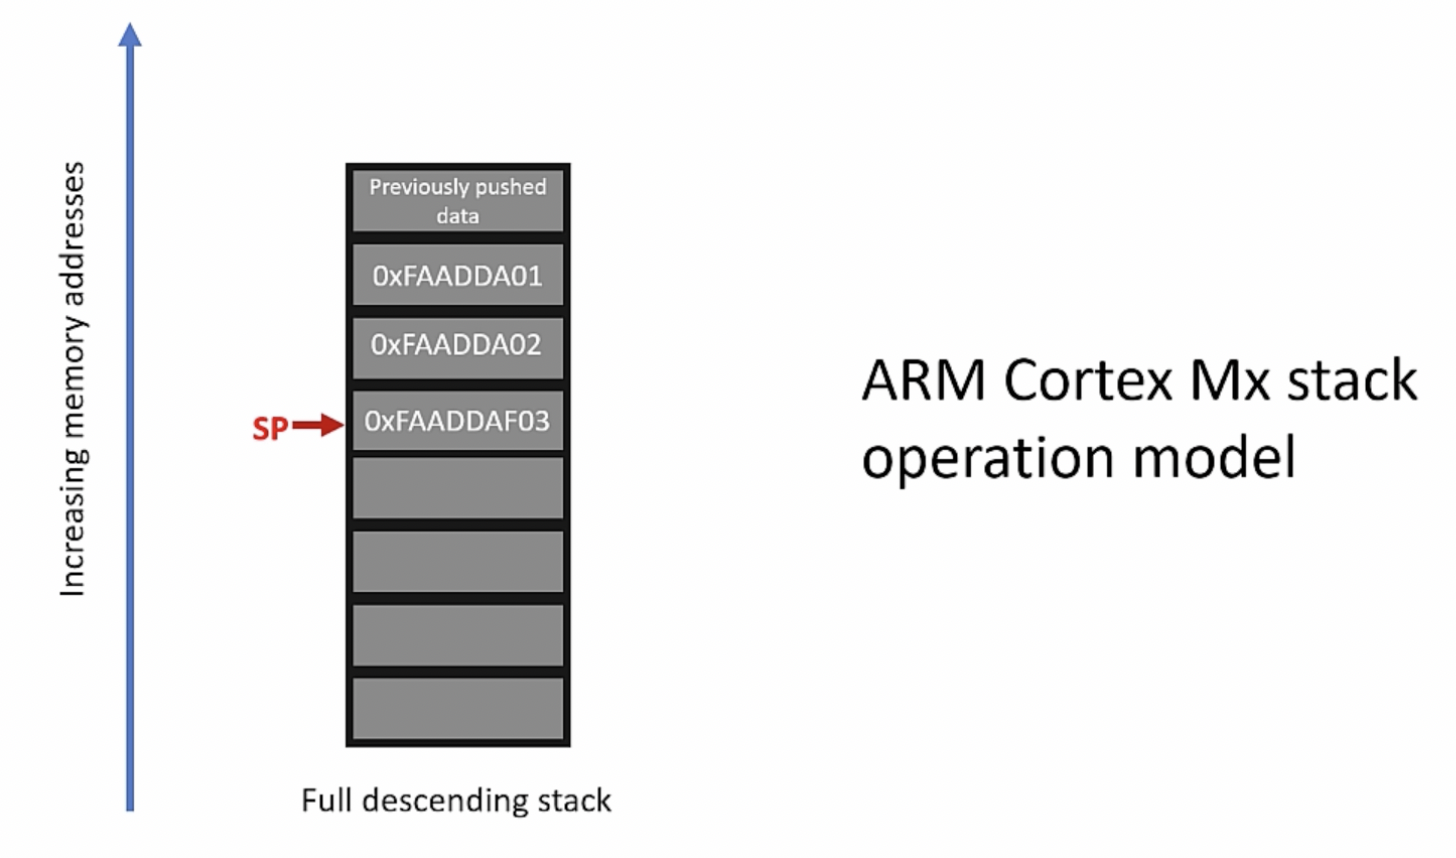 Increasing memory addresses
Previously pushed
data
0xFAADDA01
0xFAADDA02
SP
0xFAADDAF03
Full descending stack
ARM Cortex Mx stack
operation model